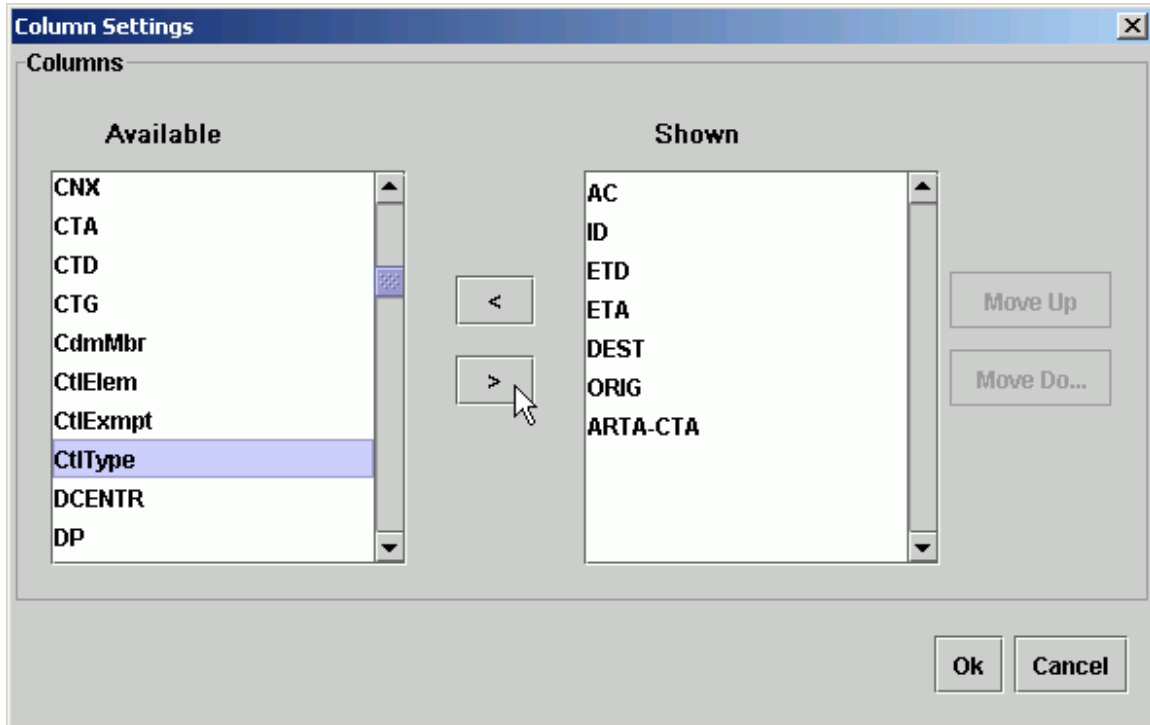 Column Settings
Columns
Available
CNX
CTA
CTD
CTG
CdmMbr
CtlElem
CtlExmpt
CtlType
DCENTR
DP
<
>
Shown
AC
ID
ETD
ETA
DEST
ORIG
ARTA-CTA
Move Up
Move Do...
Ok
Cancel